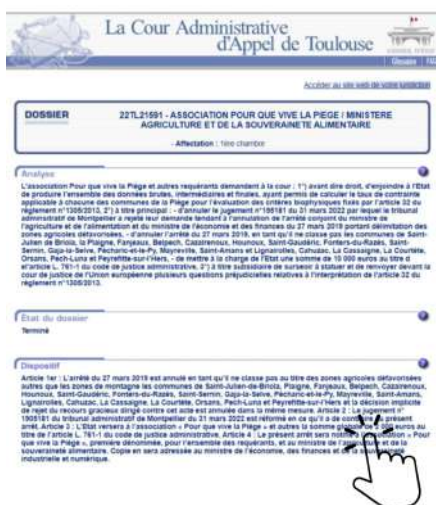 La Cour Administrative
d'Appel de Toulouse
Glossaire FAQ
Accéder au site web de votre juridiction
DOSSIER
22TL21591 - ASSOCIATION POUR QUE VIVE LA PIEGE / MINISTERE
AGRICULTURE ET DE LA SOUVERAINETE ALIMENTAIRE
- Affectation : 1ère chambre
Analyse
L'association Pour que vive la Piège et autres requérants demandent à la cour : 1°) avant dire droit, d'enjoindre à l'Etat
de produire l'ensemble des données brutes, intermédiaires et finales, ayant permis de calculer le taux de contrainte
applicable à chacune des communes de la Piège pour l'évaluation des critères biophysiques fixés par l'article 32 du
règlement n°1305/2013, 2°) à titre principal : - d'annuler le jugement n°1905181 du 31 mars 2022 par lequel le tribunal
administratif de Montpellier a rejeté leur demande tendant à l'annulation de l'arrêté conjoint du ministre de
l'agriculture et de l'alimentation et du ministre de l'économie et des finances du 27 mars 2019 portant délimitation des
zones agricoles défavorisées, - d'annuler l'arrêté du 27 mars 2019, en tant qu'il ne classe pas les communes de Saint-
Julien de Briola, la Plaigne, Fanjeaux, Belpech, Cazalrenoux, Hounoux, Saint-Gaudéric, Fonters-du-Razès, Saint-
Sernin, Gaja-la-Selve, Pécharic-et-le-Py, Mayreville, Saint-Amans et Lignairolles, Cahuzac, La Cassaigne, La Courtète,
Orsans, Pech-Luna et Peyrefitte-sur-l'Hers, - de mettre à la charge de l'Etat une somme de 10 000 euros au titre d
el'article L. 761-1 du code de justice administrative, 3°) à titre subsidiaire de surseoir à statuer et de renvoyer devant la
cour de justice de l'Union européenne plusieurs questions préjudicielles relatives à l'interprétation de l'article 32 du
règlement n°1305/2013.
État du dossier
Terminé
Dispositif
Article 1er : L'arrêté du 27 mars 2019 est annulé en tant qu'il ne classe pas au titre des zones agricoles défavorisées
autres que les zones de montagne les communes de Saint-Julien-de-Briola, Plaigne, Fanjeaux, Belpech, Cazalrenoux,
Hounoux, Saint-Gaudéric, Fonters-du-Razès, Saint-Sernin, Gaja-la-Selve, Pécharic-et-le-Py, Mayreville, Saint-Amans,
Lignairolles, Cahuzac, La Cassaigne, La Courtète, Orsans, Pech-Luna et Peyrefitte-sur-l'Hers et la décision implicite
de rejet du recours gracieux dirigé contre cet acte est annulée dans la même mesure. Article 2 : Le jugement n°
1905181 du tribunal administratif de Montpellier du 31 mars 2022 est réformé en ce qu'il a de contraire au présent
arrêt. Article 3 : L'Etat versera à l'association « Pour que vive la Piège » et autres la somme globale de 2 000 euros au
titre de l'article L. 761-1 du code de justice administrative. Article 4 : Le présent arrêt sera notifié à l'association « Pour
que vive la Piège », première dénommée, pour l'ensemble des requérants, et au ministre de l'agriculture et de la
souveraineté alimentaire. Copie en sera adressée au ministre de l'économie, des finances et de la souveraineté
industrielle et numérique.